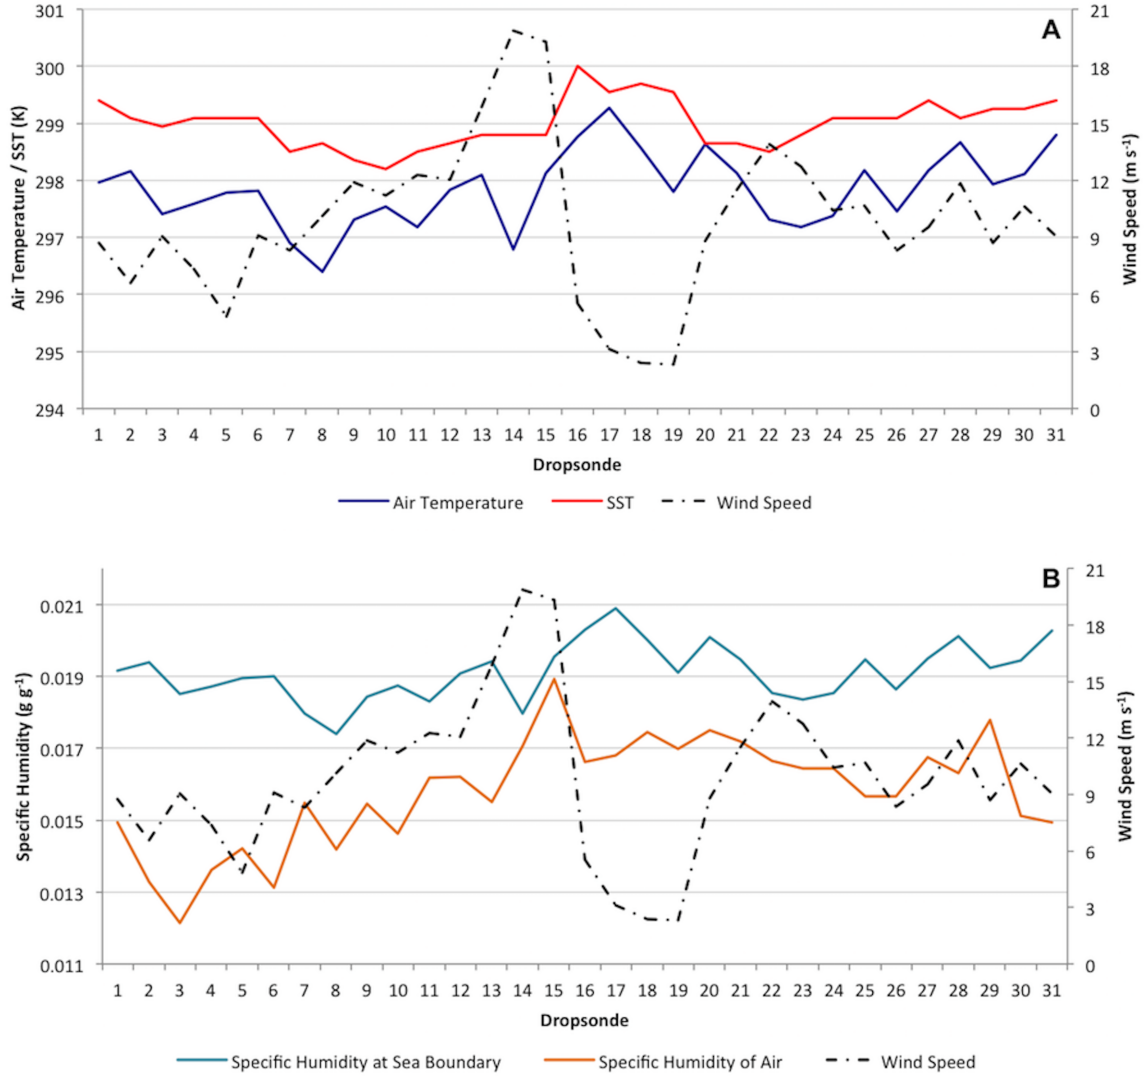 A
301
300
299
298
297
296
295
294
Air Temperature / SST (K)
21
18
15
12
9
6
3
0
Wind Speed (m s⁻¹)
1 2 3 4 5 6 7 8 9 10 11 12 13 14 15 16 17 18 19 20 21 22 23 24 25 26 27 28 29 30 31
Dropsonde
Air Temperature SST Wind Speed
B
0.021
0.019
0.017
0.015
0.013
0.011
Specific Humidity (g g⁻¹)
21
18
15
12
9
6
3
0
Wind Speed (m s⁻¹)
1 2 3 4 5 6 7 8 9 10 11 12 13 14 15 16 17 18 19 20 21 22 23 24 25 26 27 28 29 30 31
Dropsonde
Specific Humidity at Sea Boundary Specific Humidity of Air Wind Speed